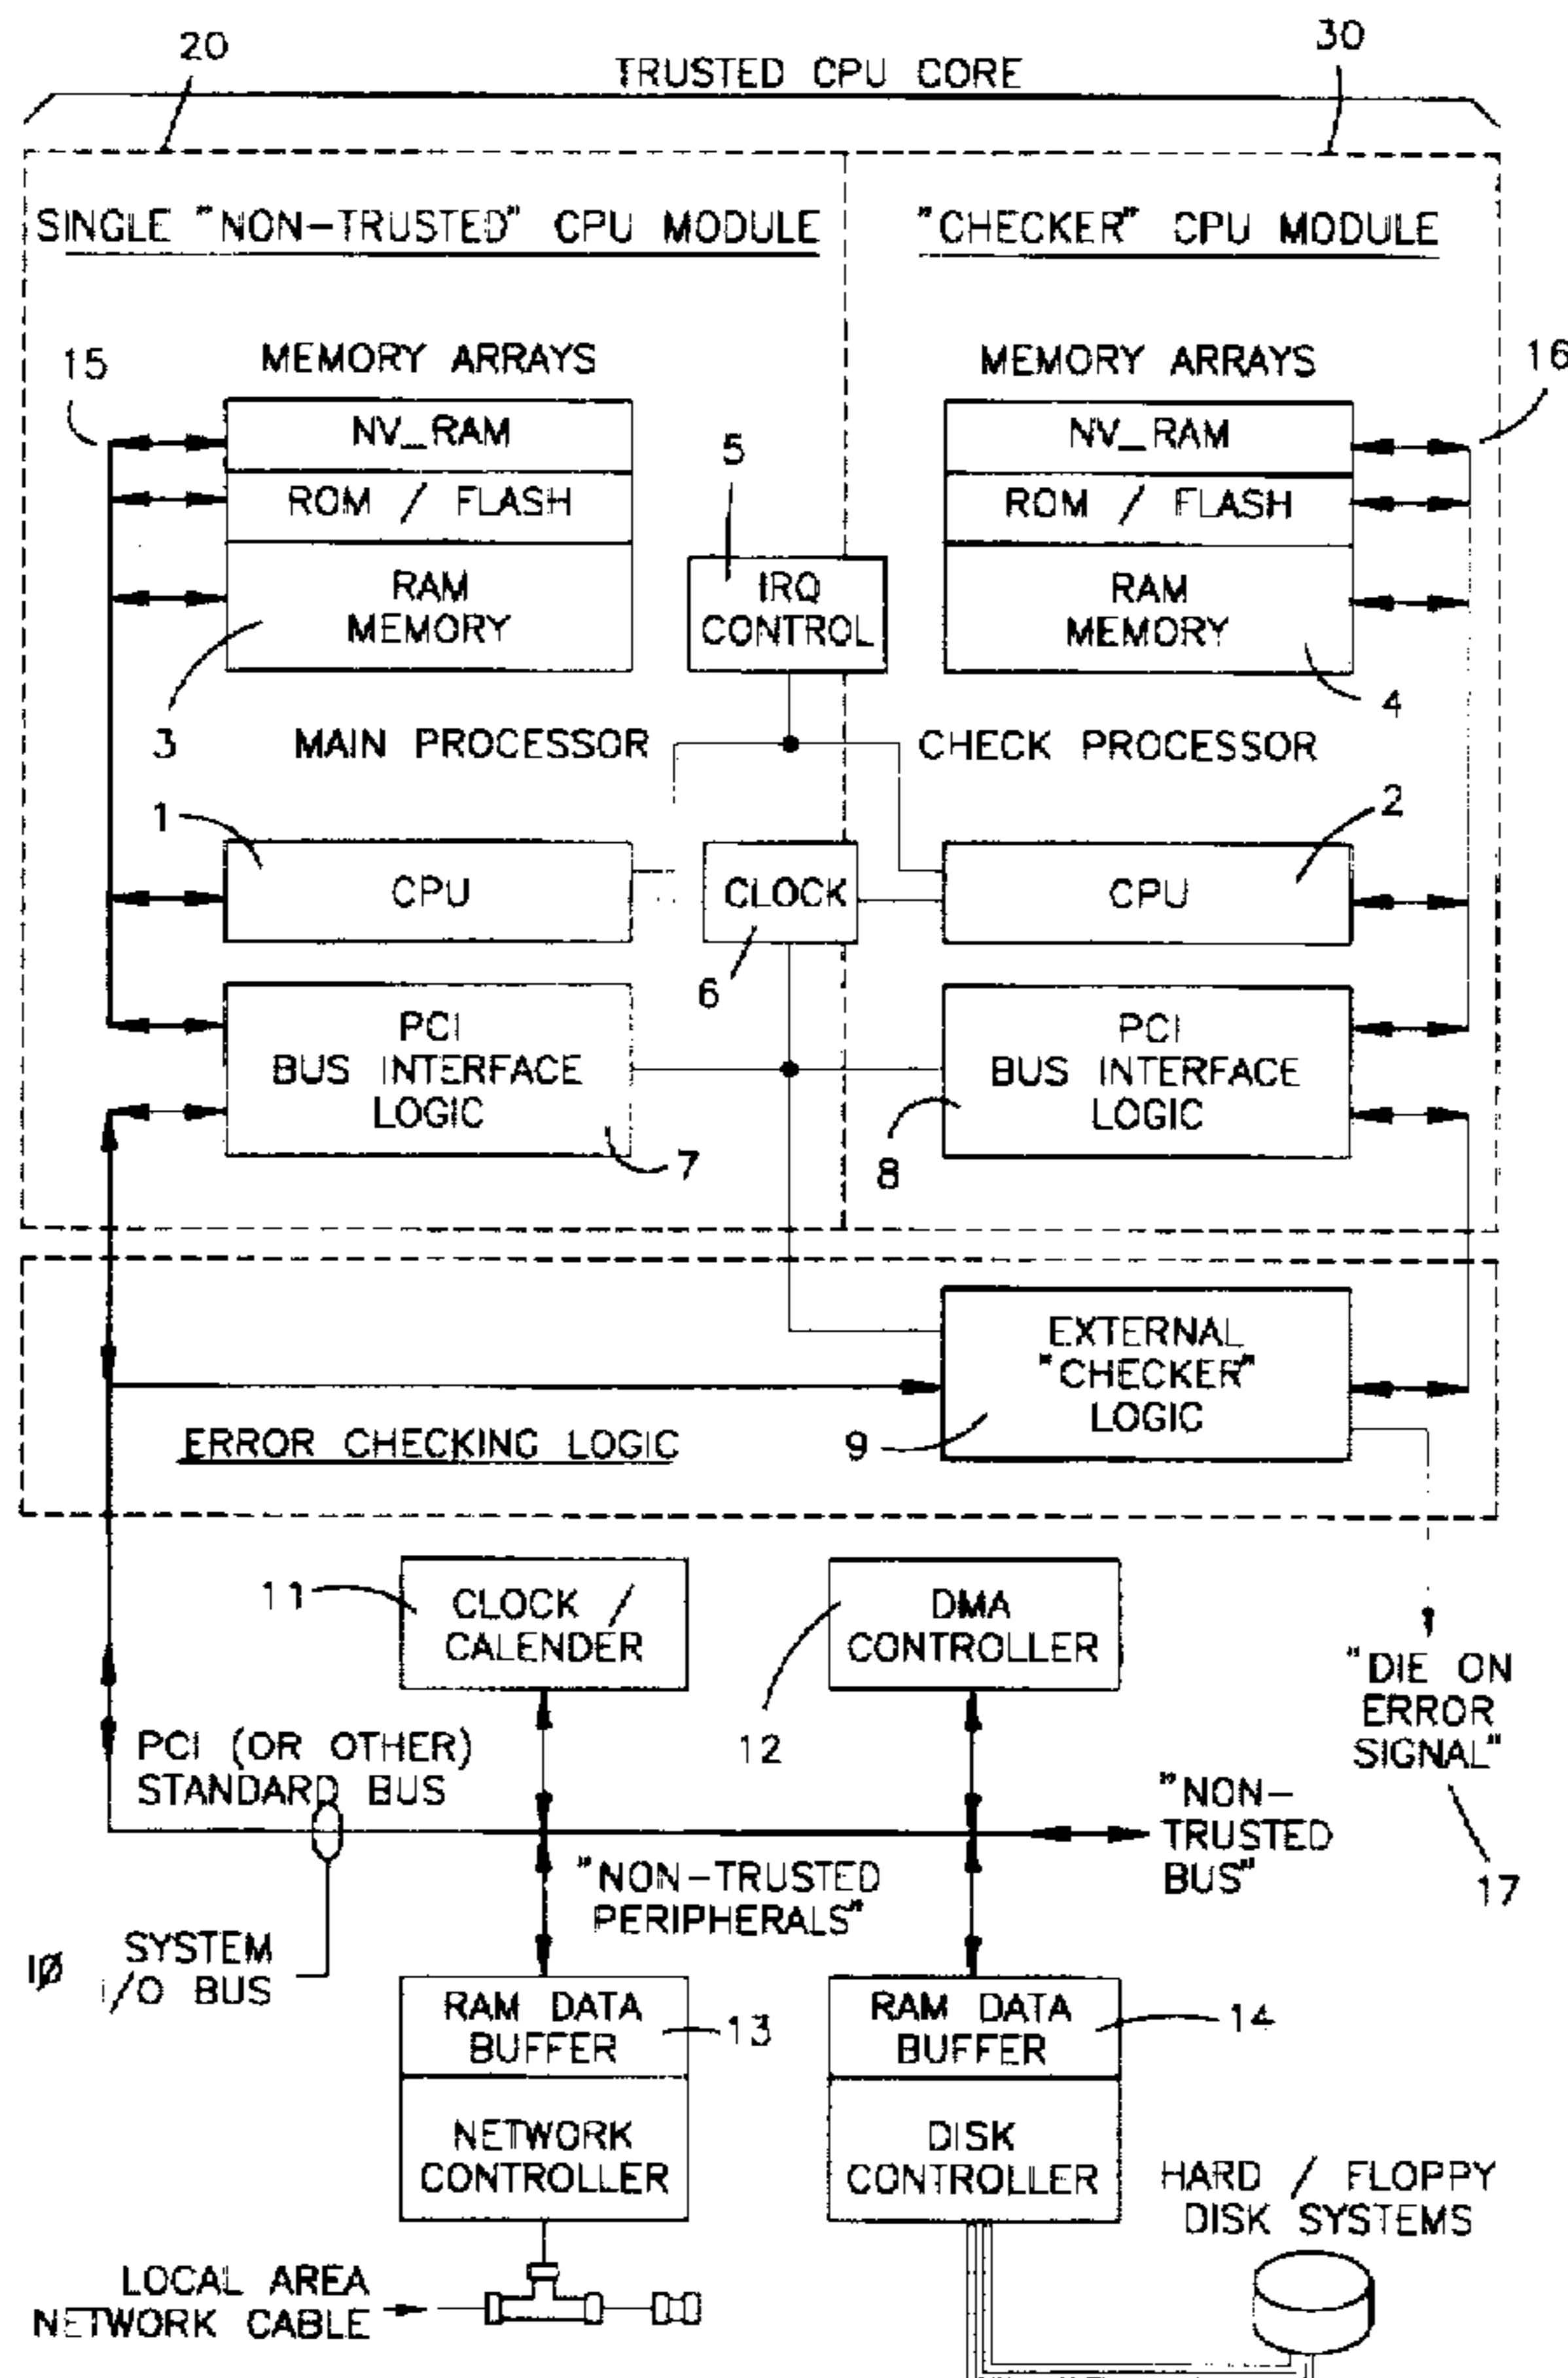 20
30
TRUSTED CPU CORE
SINGLE "NON-TRUSTED" CPU MODULE
"CHECKER" CPU MODULE
15
MEMORY ARRAYS
NV_RAM
ROM / FLASH
RAM
MEMORY
3
5
IRQ
CONTROL
MEMORY ARRAYS
NV_RAM
ROM / FLASH
RAM
MEMORY
16
4
MAIN PROCESSOR
CHECK PROCESSOR
1
CPU
CLOCK
6
2
CPU
PCI
BUS INTERFACE
LOGIC
7
PCI
BUS INTERFACE
LOGIC
8
EXTERNAL
"CHECKER"
LOGIC
9
ERROR CHECKING LOGIC
11
CLOCK /
CALENDER
DMA
CONTROLLER
12
"DIE ON
ERROR
SIGNAL"
17
PCI (OR OTHER)
STANDARD BUS
"NON-
TRUSTED
BUS"
"NON-TRUSTED
PERIPHERALS"
10
SYSTEM
I/O BUS
RAM DATA
BUFFER
13
NETWORK
CONTROLLER
RAM DATA
BUFFER
14
DISK
CONTROLLER
HARD / FLOPPY
DISK SYSTEMS
LOCAL AREA
NETWORK CABLE